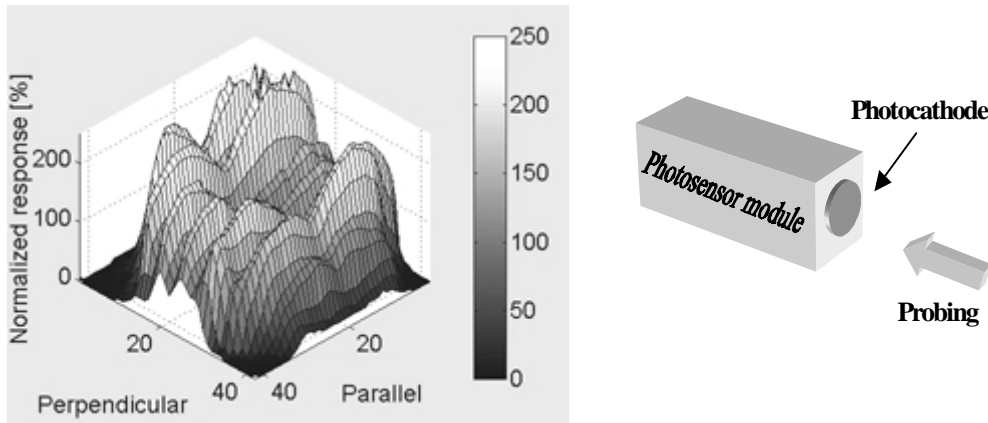 Normalized response [%]
200
100
0
20
40
Perpendicular
40
20
Parallel
250
200
150
100
50
0
Photocathode
Photosensor module
Probing